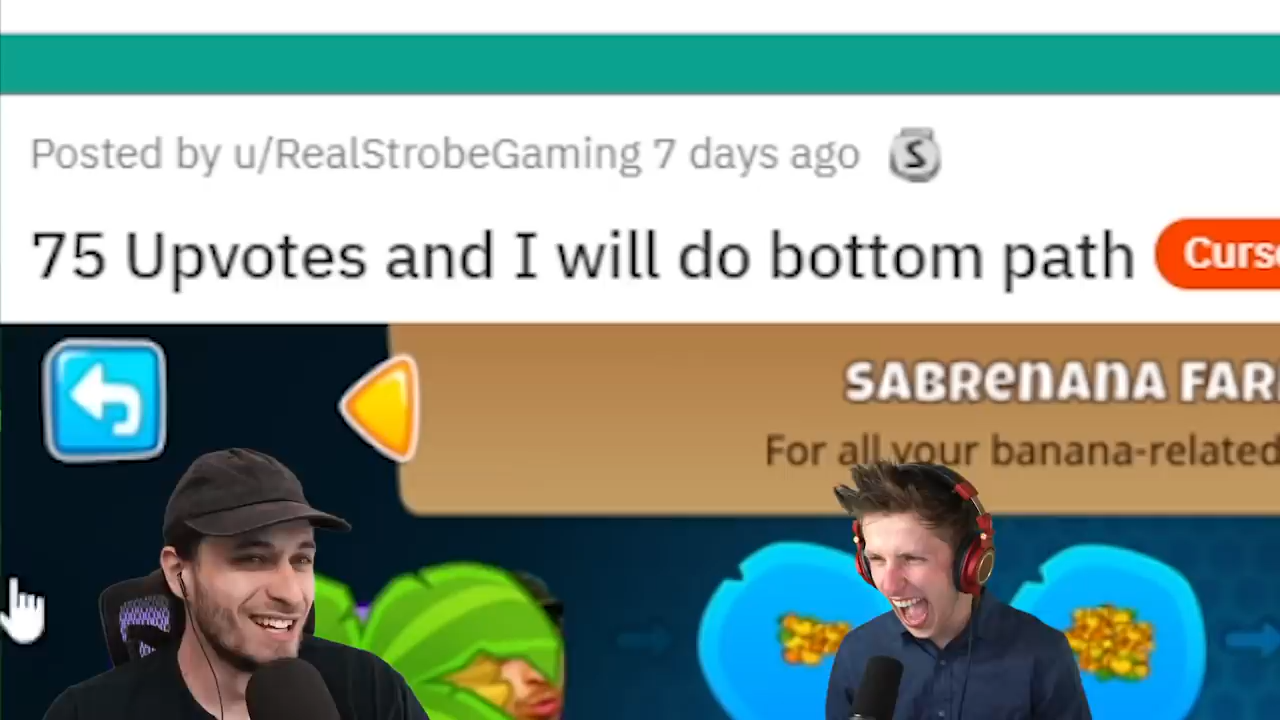 Posted by u/RealStrobeGaming 7 days ago S
75 Upvotes and I will do bottom path
SABRENANA
For all your banana-related